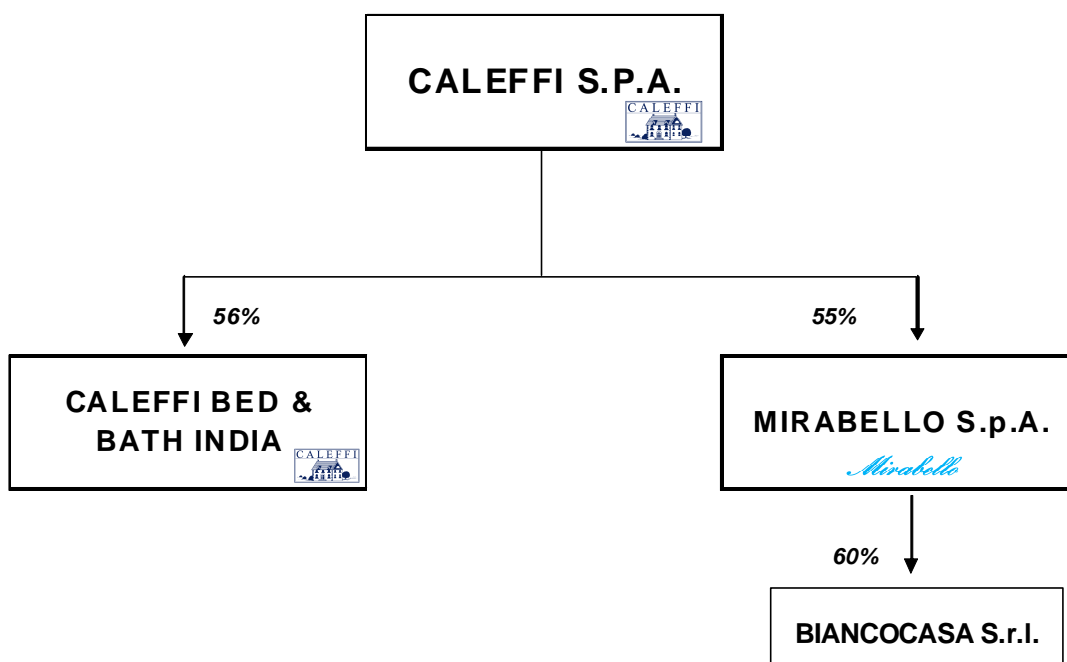 CALEFFI S.P.A.
CALEFFI
56%
55%
CALEFFI BED &
BATH INDIA
CALEFFI
MIRABELLO S.p.A.
Mirabello
60%
BIANCOCASA S.r.l.